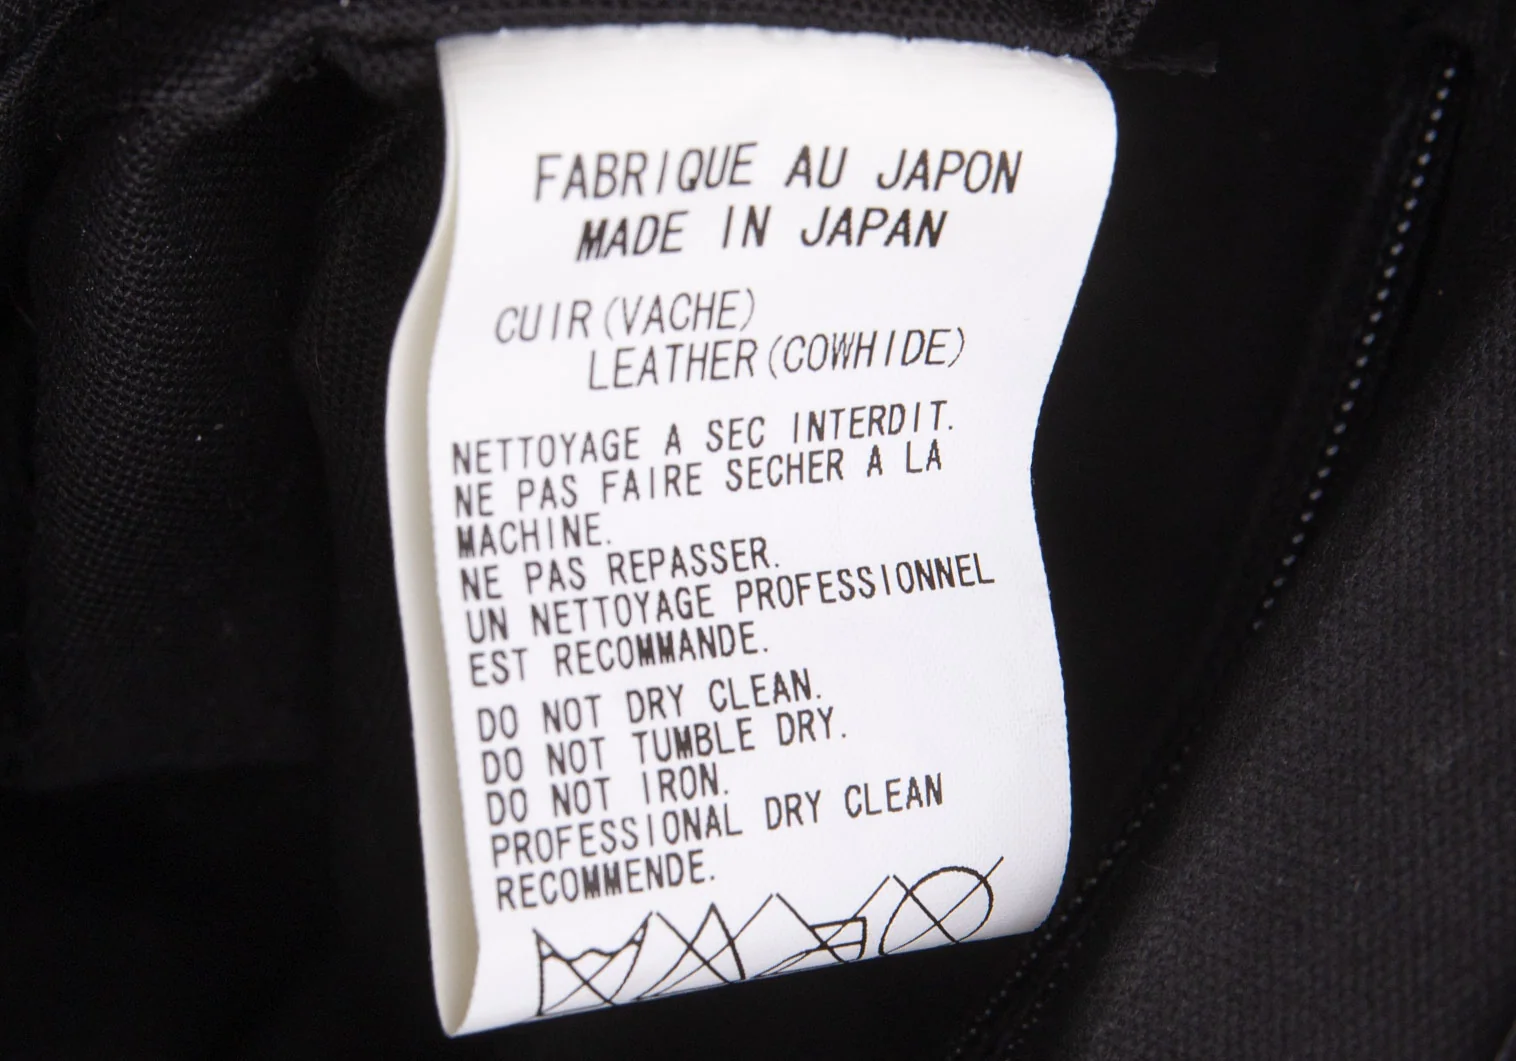 FABRIQUE AU JAPON
MADE IN JAPAN
CUIR(VACHE)
LEATHER(COWHIDE)
NETTOYAGE A SEC INTERDIT.
NE PAS FAIRE SECHER A LA
MACHINE.
NE PAS REPASSER.
UN NETTOYAGE PROFESSIONNEL
EST RECOMMANDE.
DO NOT DRY CLEAN.
DO NOT TUMBLE DRY.
DO NOT IRON.
PROFESSIONAL DRY CLEAN
RECOMMENDE.